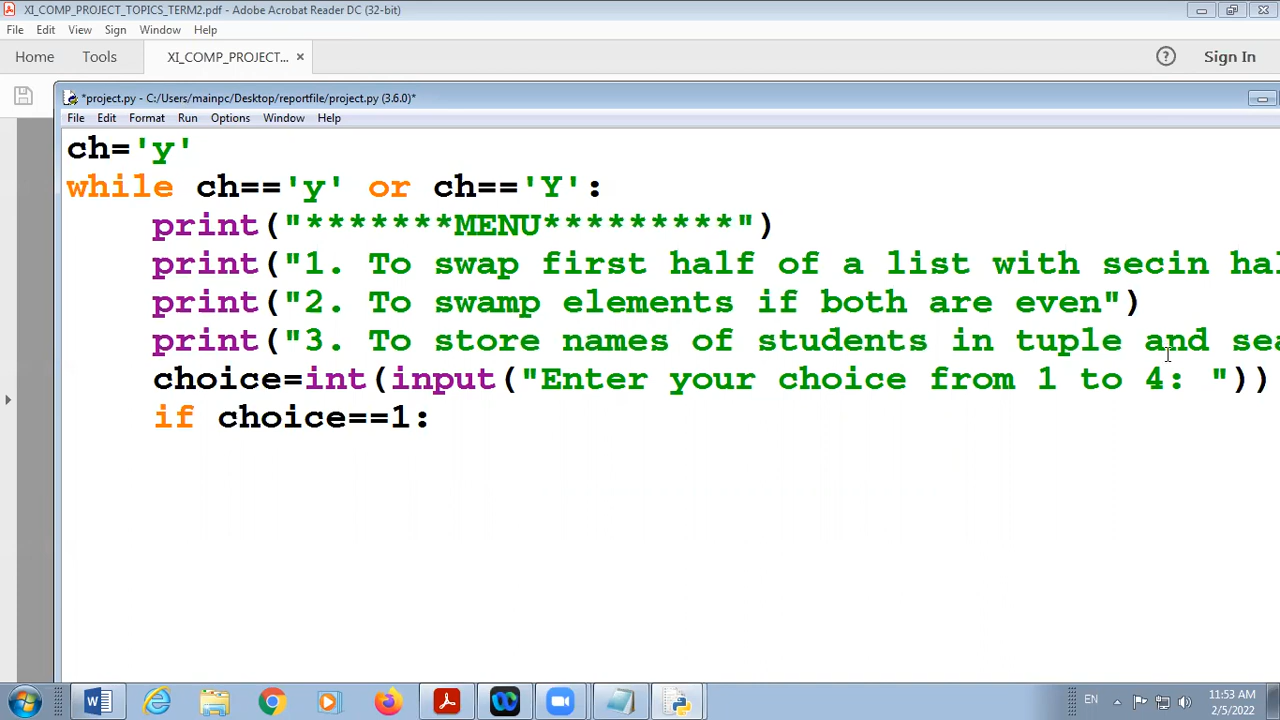 XI_COMP_PROJECT_TOPICS_TERM2.pdf - Adobe Acrobat Reader DC (32-bit)
File Edit View Sign Window Help
Home Tools XI_COMP_PROJECT... × ? Sign In
*project.py - C:/Users/mainpc/Desktop/reportfile/project.py (3.6.0)*
File Edit Format Run Options Window Help
ch='y'
while ch=='y' or ch=='Y':
print("*******MENU*********")
print("1. To swap first half of a list with secin hal
print("2. To swamp elements if both are even")
print("3. To store names of students in tuple and sea
choice=int(input("Enter your choice from 1 to 4: "))
if choice==1:
EN 11:53 AM
2/5/2022